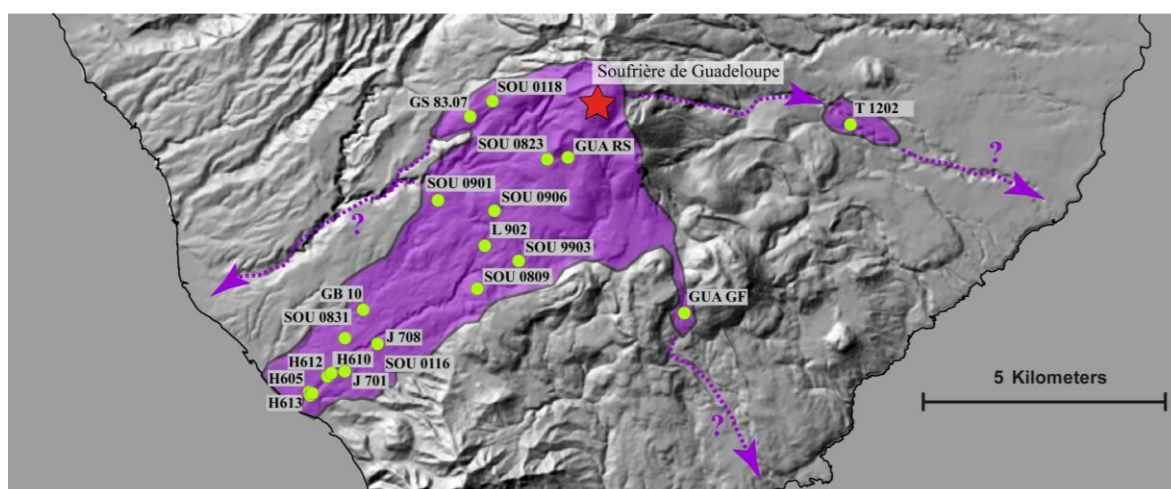 Soufrière de Guadeloupe
SOU 0118
GS 83.07
T 1202
SOU 0823
GUA RS
?
?
SOU 0901
SOU 0906
?
L 902
SOU 9903
SOU 0809
GB 10
GUA GF
SOU 0831
J 708
H612
H610
SOU 0116
5 Kilometers
H605
J 701
H613
?